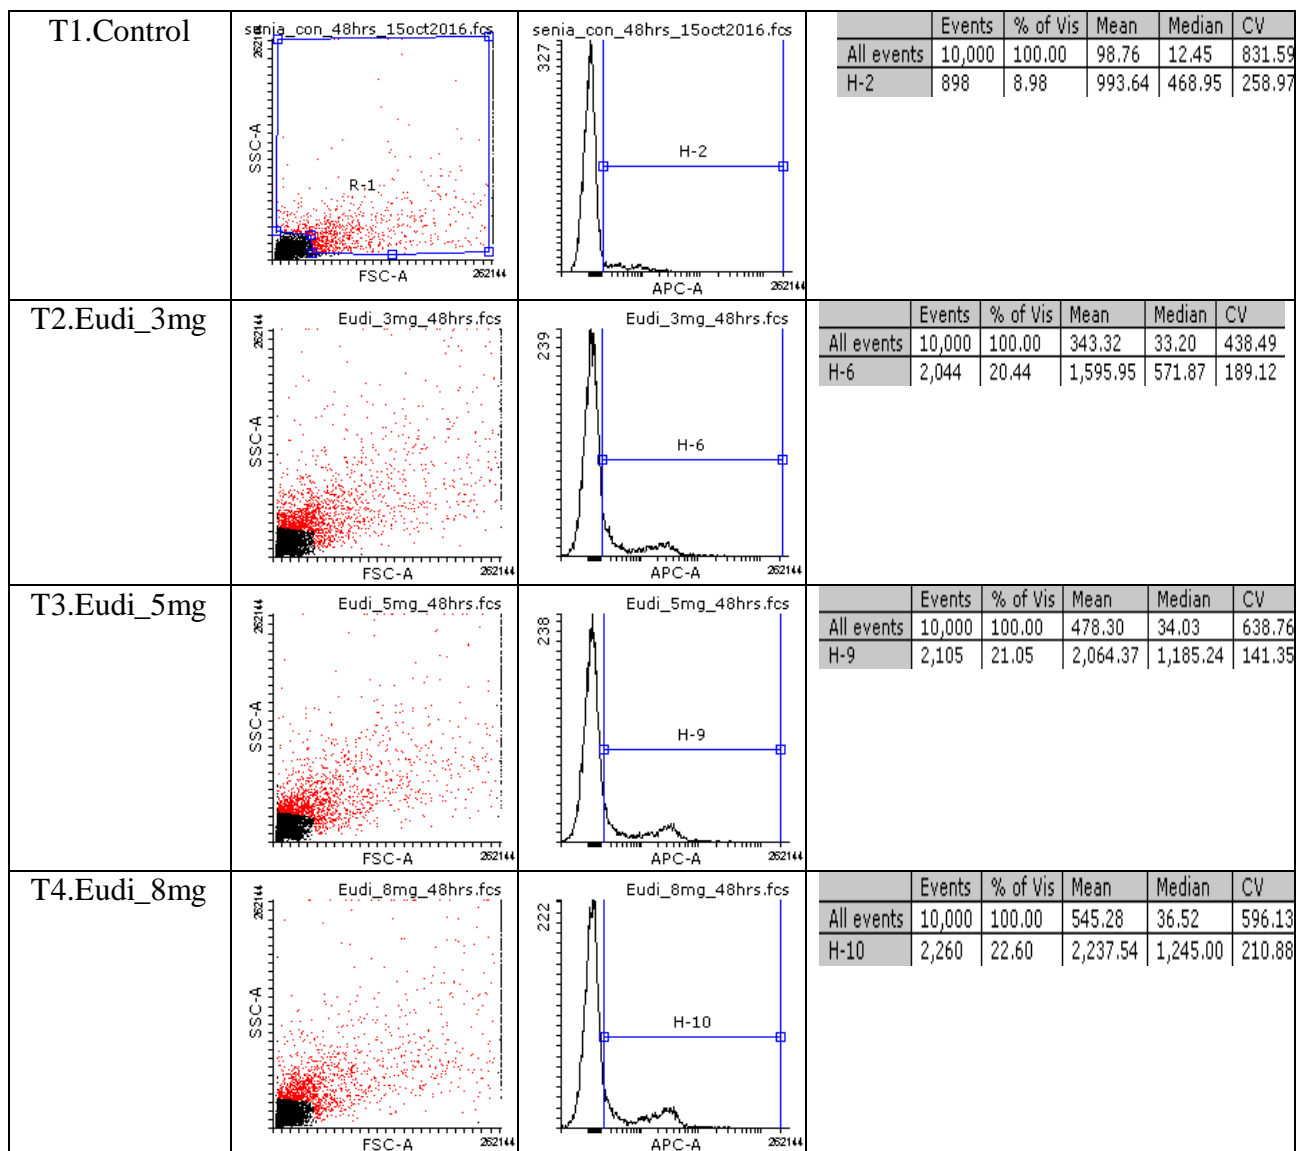 T1.Control
senia_con_48hrs_15oct2016.fcs
262144
SSC-A
R-1
FSC-A
262144
senia_con_48hrs_15oct2016.fcs
327
H-2
APC-A
262144
Events % of Vis Mean Median CV
All events 10,000 100.00 98.76 12.45 831.59
H-2 898 8.98 993.64 468.95 258.97
T2.Eudi_3mg
Eudi_3mg_48hrs.fcs
262144
SSC-A
FSC-A
262144
Eudi_3mg_48hrs.fcs
239
H-6
APC-A
262144
Events % of Vis Mean Median CV
All events 10,000 100.00 343.32 33.20 438.49
H-6 2,044 20.44 1,595.95 571.87 189.12
T3.Eudi_5mg
Eudi_5mg_48hrs.fcs
262144
SSC-A
FSC-A
262144
Eudi_5mg_48hrs.fcs
238
H-9
APC-A
262144
Events % of Vis Mean Median CV
All events 10,000 100.00 478.30 34.03 638.76
H-9 2,105 21.05 2,064.37 1,185.24 141.35
T4.Eudi_8mg
Eudi_8mg_48hrs.fcs
262144
SSC-A
FSC-A
262144
Eudi_8mg_48hrs.fcs
222
H-10
APC-A
262144
Events % of Vis Mean Median CV
All events 10,000 100.00 545.28 36.52 596.13
H-10 2,260 22.60 2,237.54 1,245.00 210.88